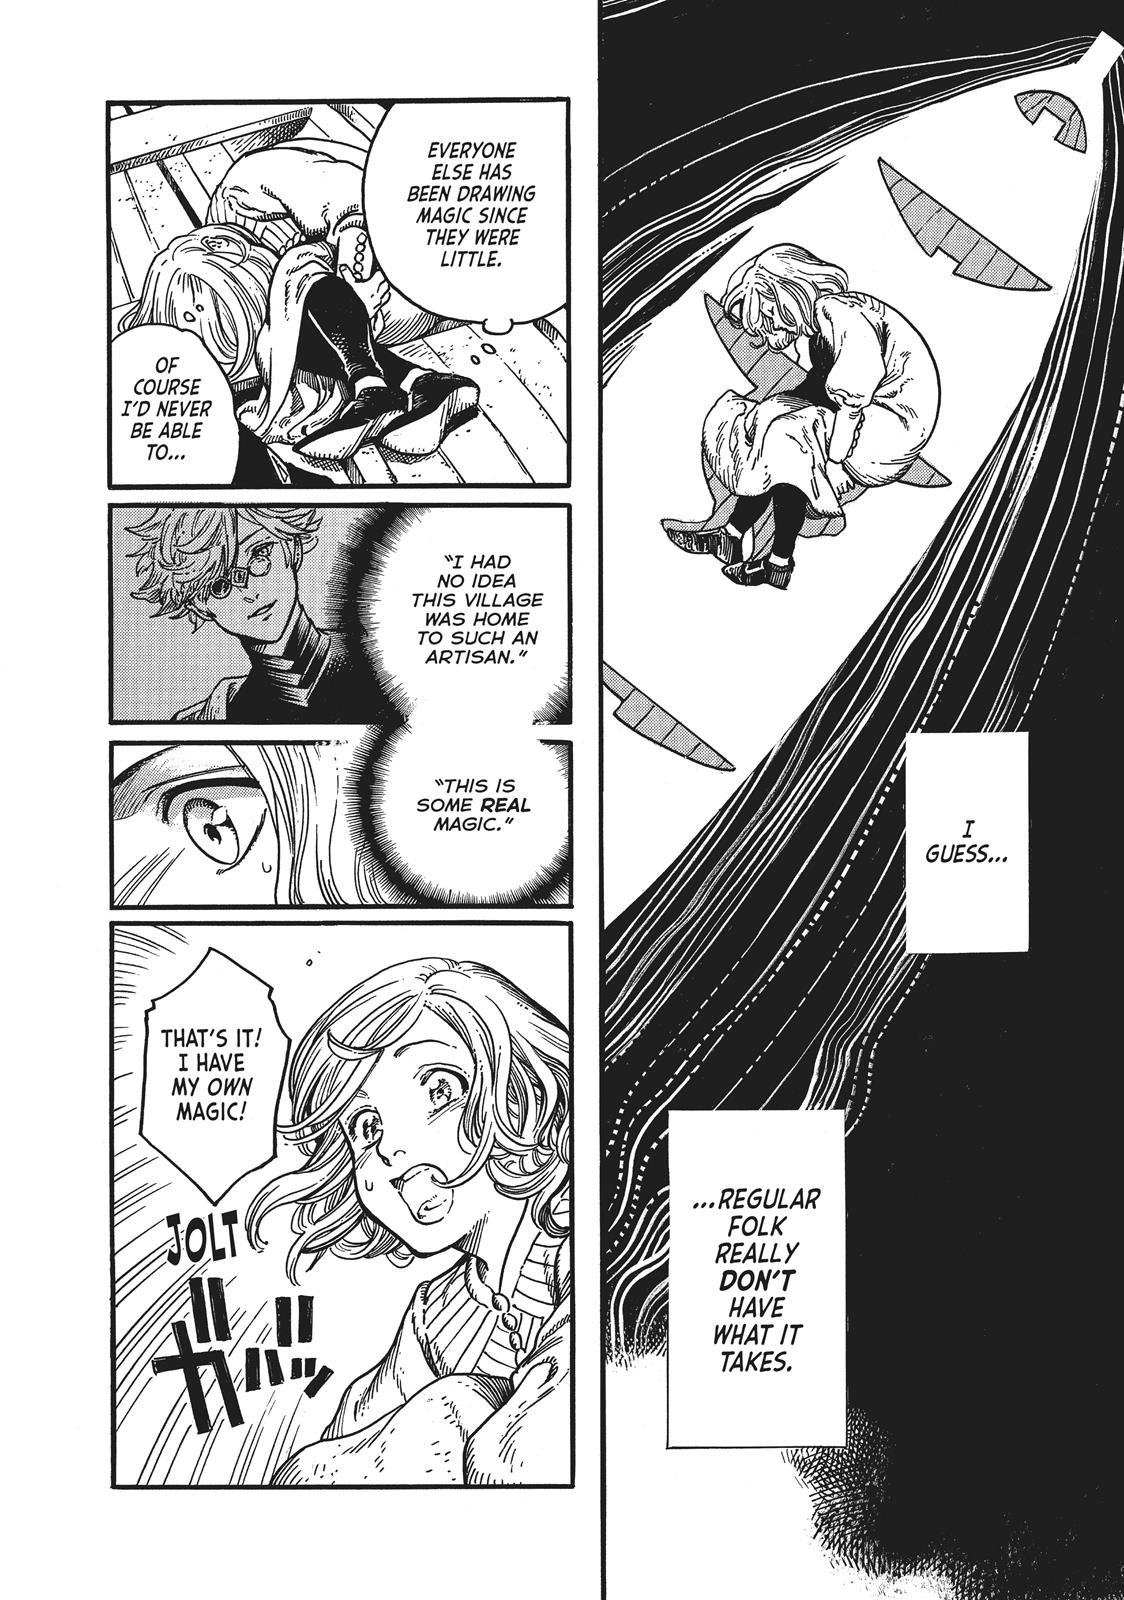 I
GUESS...
...REGULAR
FOLK
REALLY
DON'T
HAVE
WHAT IT
TAKES.
EVERYONE
ELSE HAS
BEEN DRAWING
MAGIC SINCE
THEY WERE
LITTLE.
OF
COURSE
I'D NEVER
BE ABLE
TO...
"I HAD
NO IDEA
THIS VILLAGE
WAS HOME
TO SUCH AN
ARTISAN."
"THIS IS
SOME REAL
MAGIC."
THAT'S IT!
I HAVE
MY OWN
MAGIC!
JOLT
ガバッ